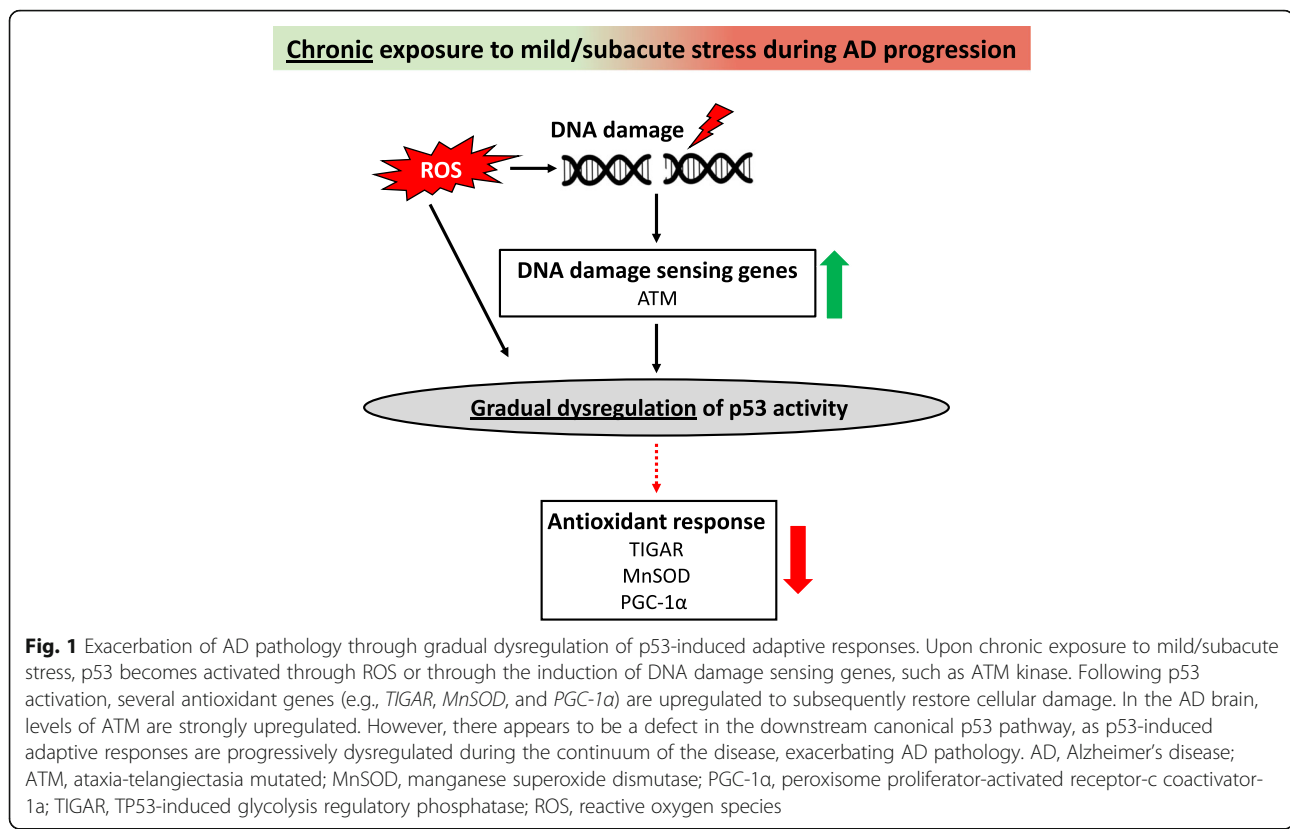 Chronic exposure to mild/subacute stress during AD progression
DNA damage
ROS
DNA damage sensing genes
ATM
Gradual dysregulation of p53 activity
Antioxidant response
TIGAR
MnSOD
PGC-1α
Fig. 1 Exacerbation of AD pathology through gradual dysregulation of p53-induced adaptive responses. Upon chronic exposure to mild/subacute
stress, p53 becomes activated through ROS or through the induction of DNA damage sensing genes, such as ATM kinase. Following p53
activation, several antioxidant genes (e.g., TIGAR, MnSOD, and PGC-1α) are upregulated to subsequently restore cellular damage. In the AD brain,
levels of ATM are strongly upregulated. However, there appears to be a defect in the downstream canonical p53 pathway, as p53-induced
adaptive responses are progressively dysregulated during the continuum of the disease, exacerbating AD pathology. AD, Alzheimer's disease;
ATM, ataxia-telangiectasia mutated; MnSOD, manganese superoxide dismutase; PGC-1α, peroxisome proliferator-activated receptor-c coactivator-
1a; TIGAR, TP53-induced glycolysis regulatory phosphatase; ROS, reactive oxygen species